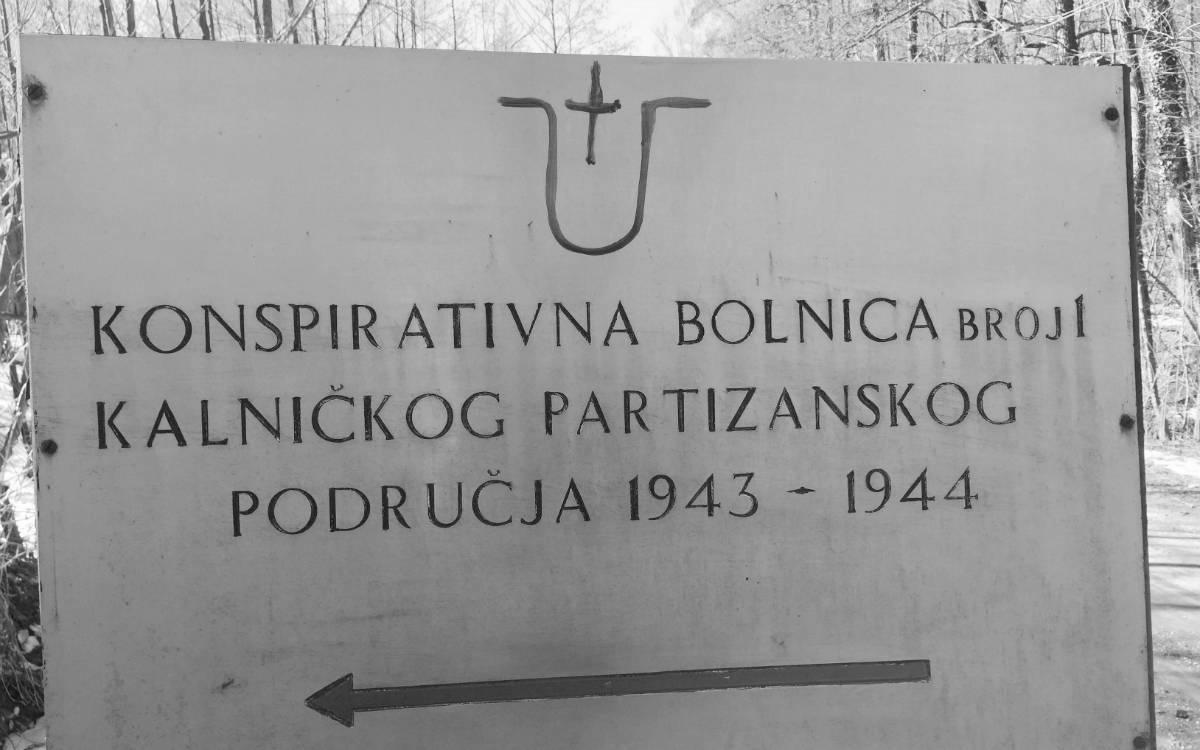 U
KONSPIRATIVNA BOLNICA BROJ 1
KALNIČKOG PARTIZANSKOG
PODRUČJA 1943 - 1944